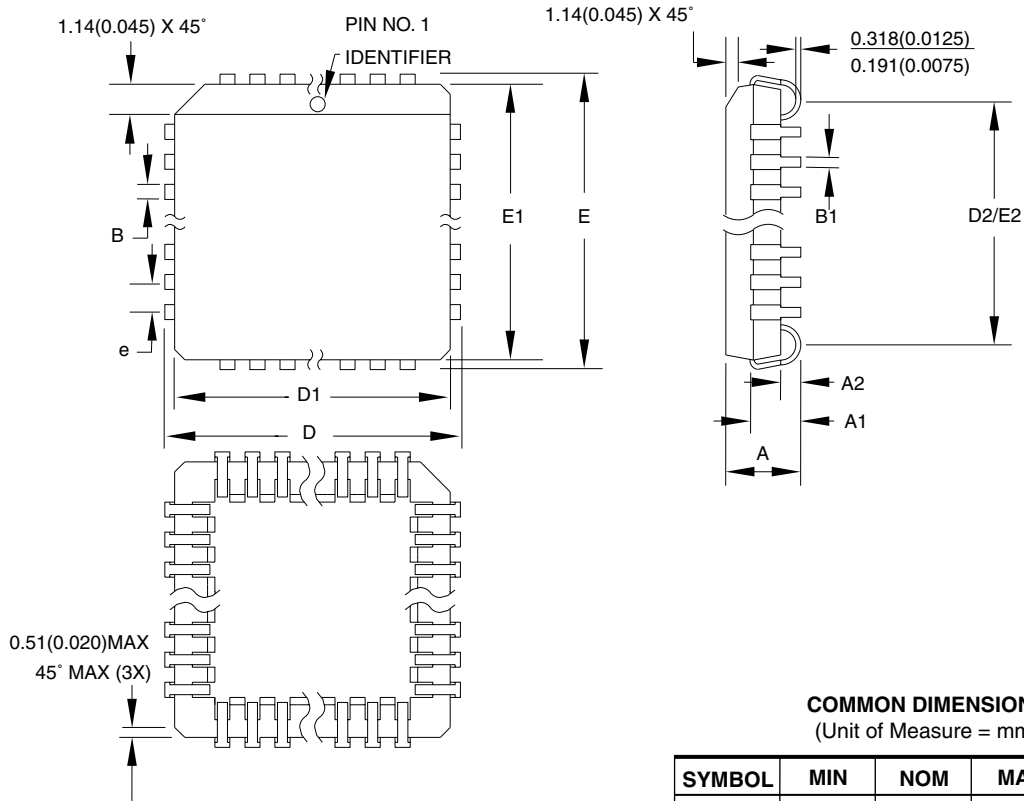 1.14(0.045) X 45˚
PIN NO. 1
IDENTIFIER
1.14(0.045) X 45˚
0.318(0.0125)
0.191(0.0075)
E1
E
B
e
B1
D2/E2
D1
D
A2
A1
A
0.51(0.020)MAX
45˚ MAX (3X)
COMMON DIMENSION
(Unit of Measure = mm
SYMBOL MIN NOM MA